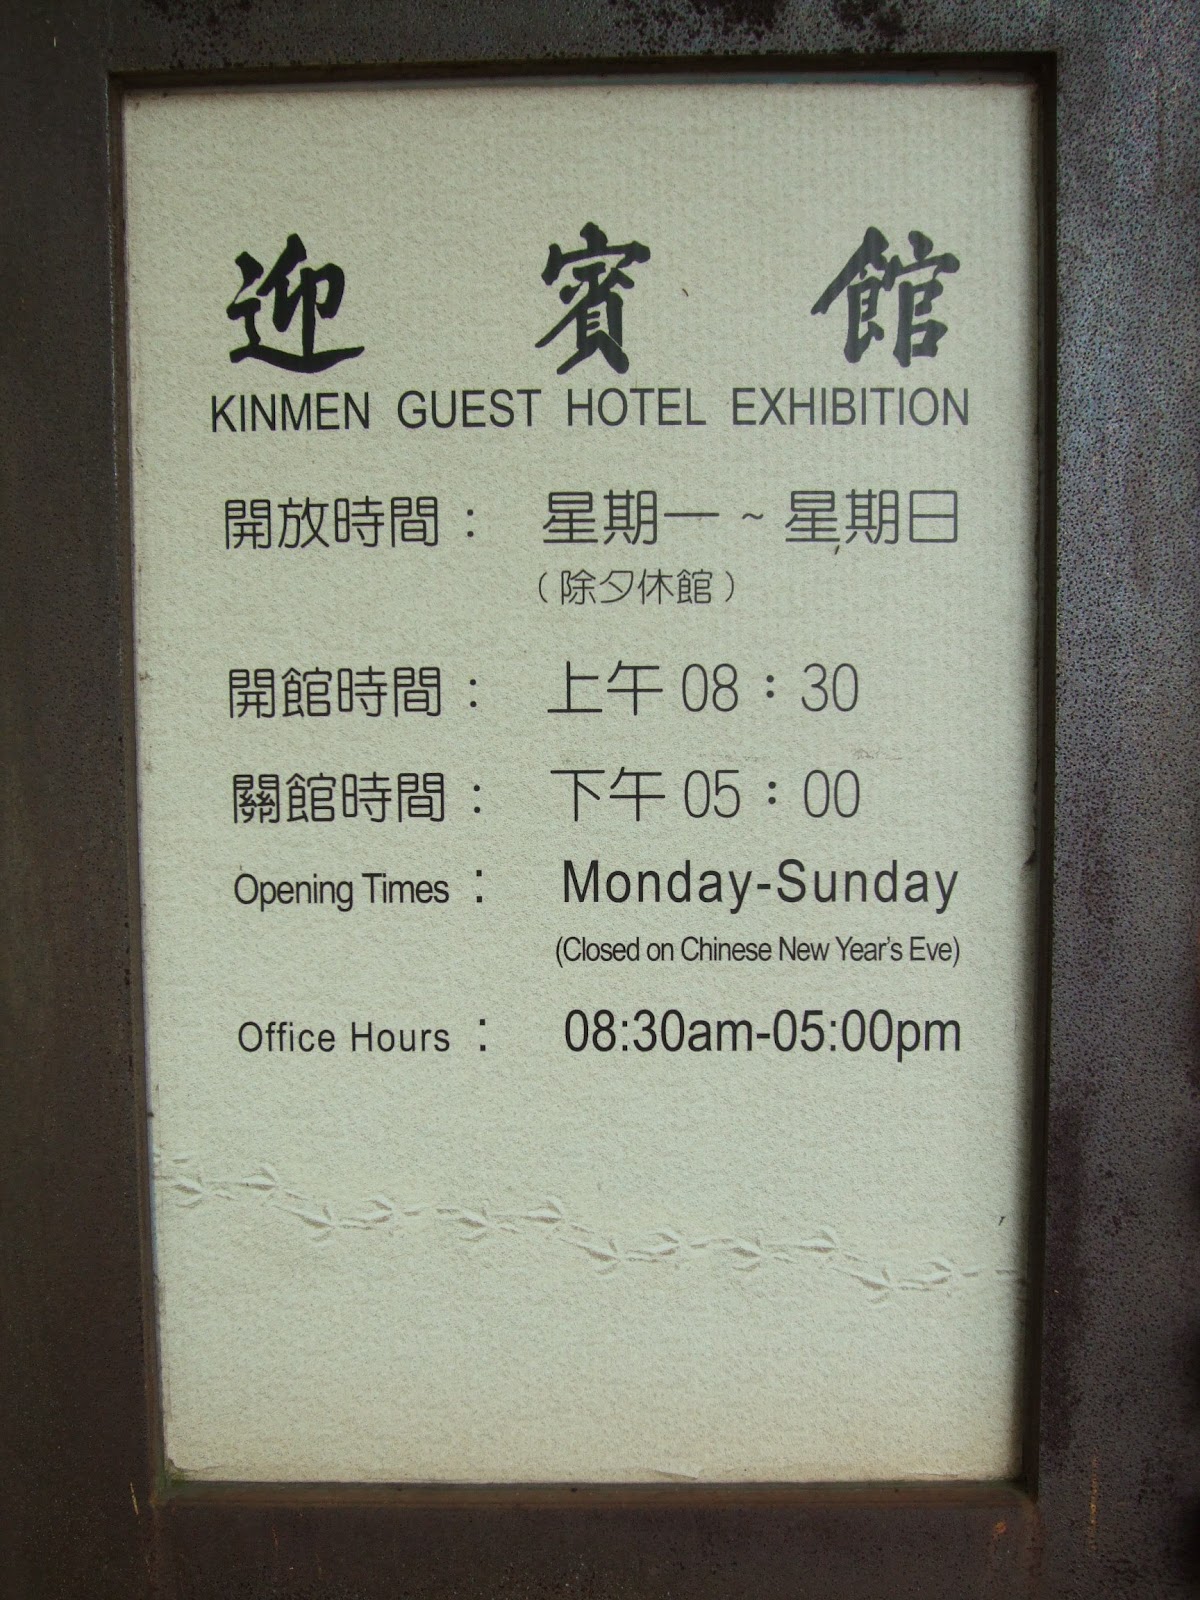 迎賓館
KINMEN GUEST HOTEL EXHIBITION
開放時間： 星期一~星期日
（除夕休館）
開館時間： 上午08：30
關館時間： 下午05：00
Opening Times： Monday-Sunday
(Closed on Chinese New Year's Eve)
Office Hours： 08:30am-05:00pm